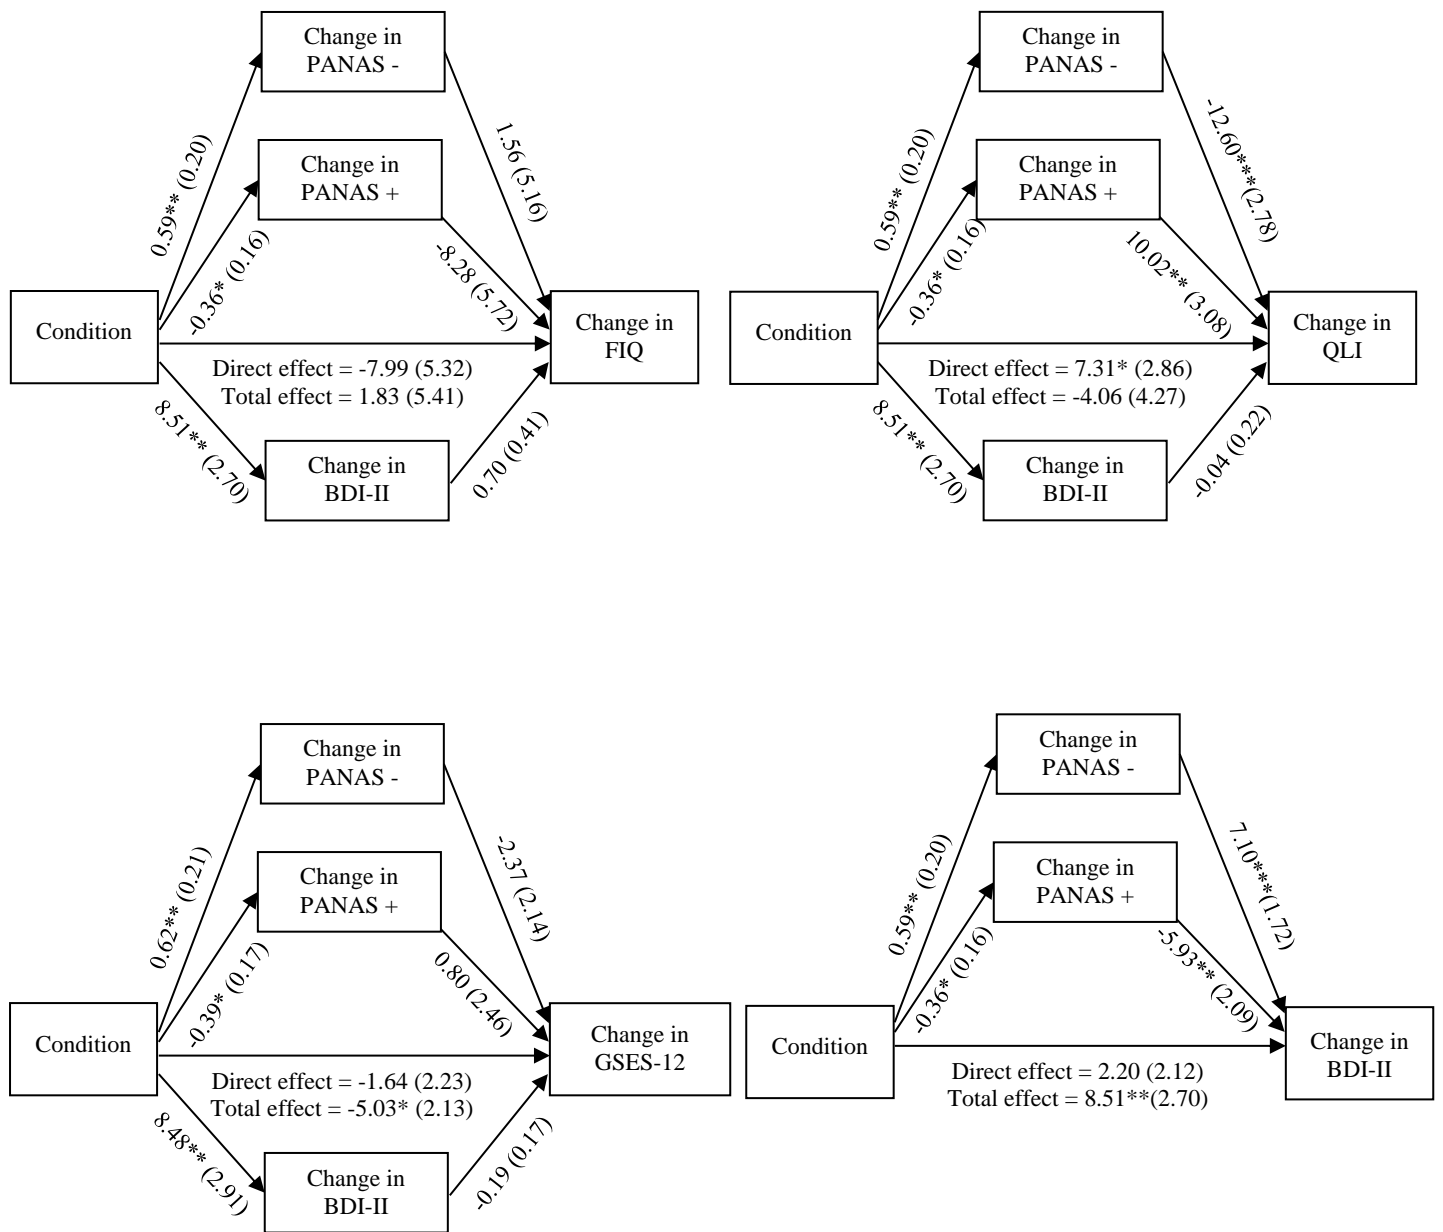 Change in
PANAS -
Change in
PANAS +
Condition
Change in
FIQ
Change in
BDI-II
0.59** (0.20)
-0.36* (0.16)
8.51** (2.70)
1.56 (5.16)
-8.28 (5.72)
0.70 (0.41)
Direct effect = -7.99 (5.32)
Total effect = 1.83 (5.41)
Change in
PANAS -
Change in
PANAS +
Condition
Change in
QLI
Change in
BDI-II
0.59** (0.20)
-0.36* (0.16)
8.51** (2.70)
-12.60***(2.78)
10.02** (3.08)
-0.04 (0.22)
Direct effect = 7.31* (2.86)
Total effect = -4.06 (4.27)
Change in
PANAS -
Change in
PANAS +
Condition
Change in
GSES-12
Change in
BDI-II
0.62** (0.21)
-0.39* (0.17)
8.48** (2.91)
-2.37 (2.14)
0.80 (2.46)
-0.19 (0.17)
Direct effect = -1.64 (2.23)
Total effect = -5.03* (2.13)
Change in
PANAS -
Change in
PANAS +
Condition
Change in
BDI-II
0.59** (0.20)
-0.36* (0.16)
7.10***(1.72)
-5.93** (2.09)
Direct effect = 2.20 (2.12)
Total effect = 8.51**(2.70)